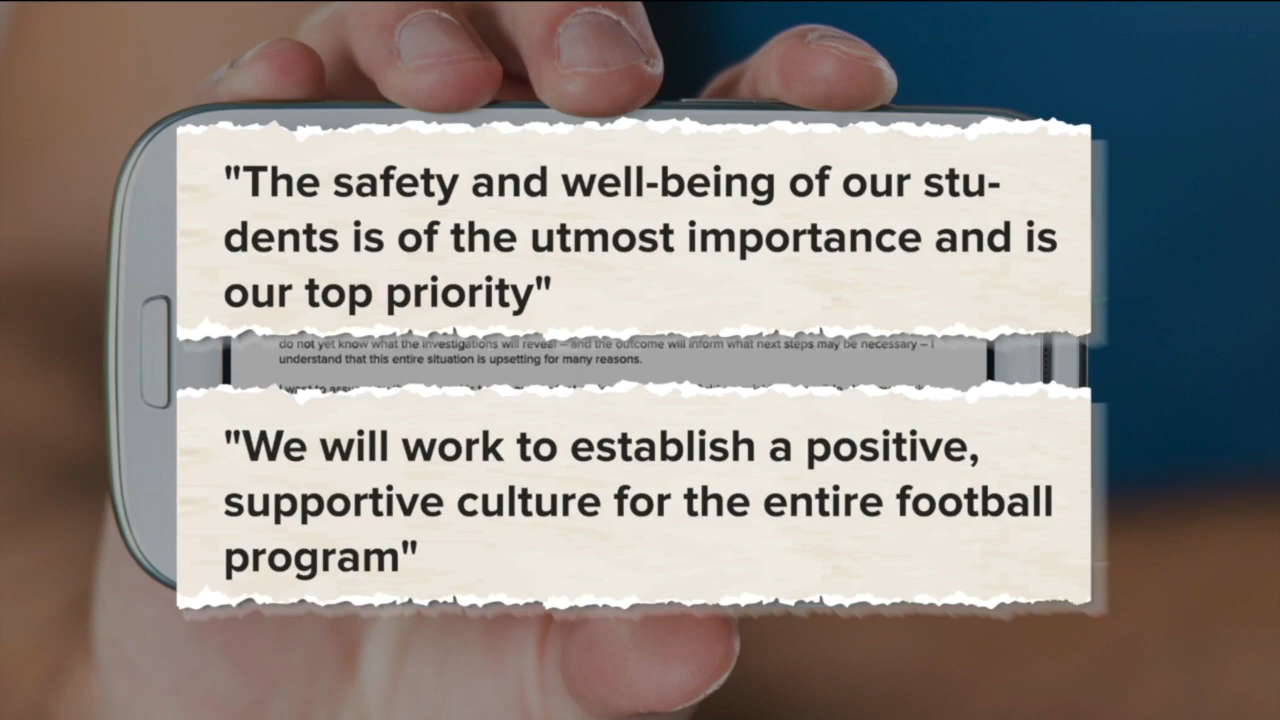 "The safety and well-being of our stu-
dents is of the utmost importance and is
our top priority"
do not yet know what the investigations will reveal – and the outcome will inform what next steps may be necessary – I
understand that this entire situation is upsetting for many reasons.
I want to
"We will work to establish a positive,
supportive culture for the entire football
program"